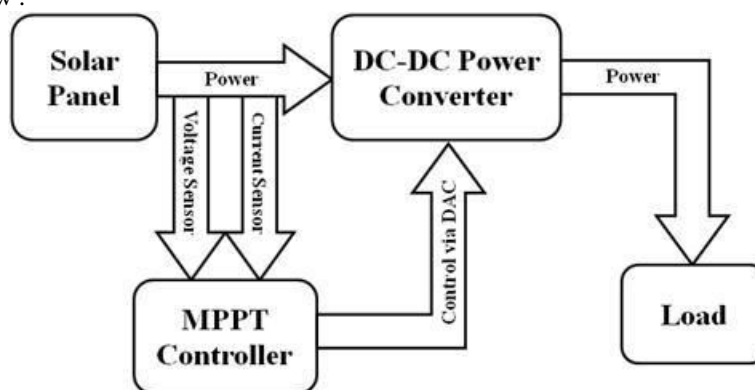 Solar
Panel
Power
DC-DC Power
Converter
Power
Voltage Sensor
Current Sensor
Control via DAC
MPPT
Controller
Load